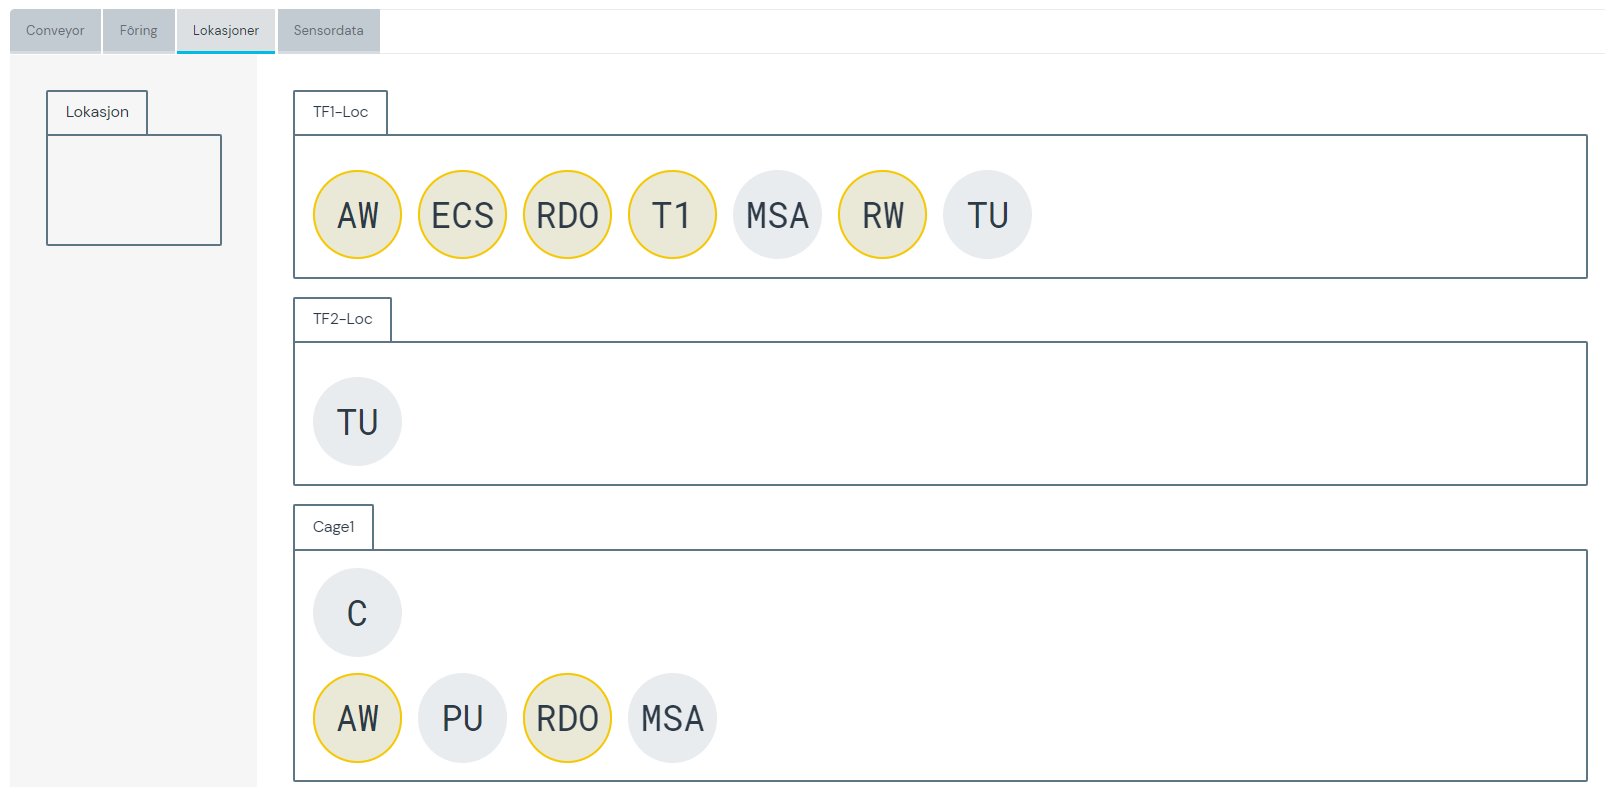 Conveyor Fôring Lokasjoner Sensordata
Lokasjon
TF1-Loc
AW ECS RDO T1 MSA RW TU
TF2-Loc
TU
Cage1
C
AW PU RDO MSA